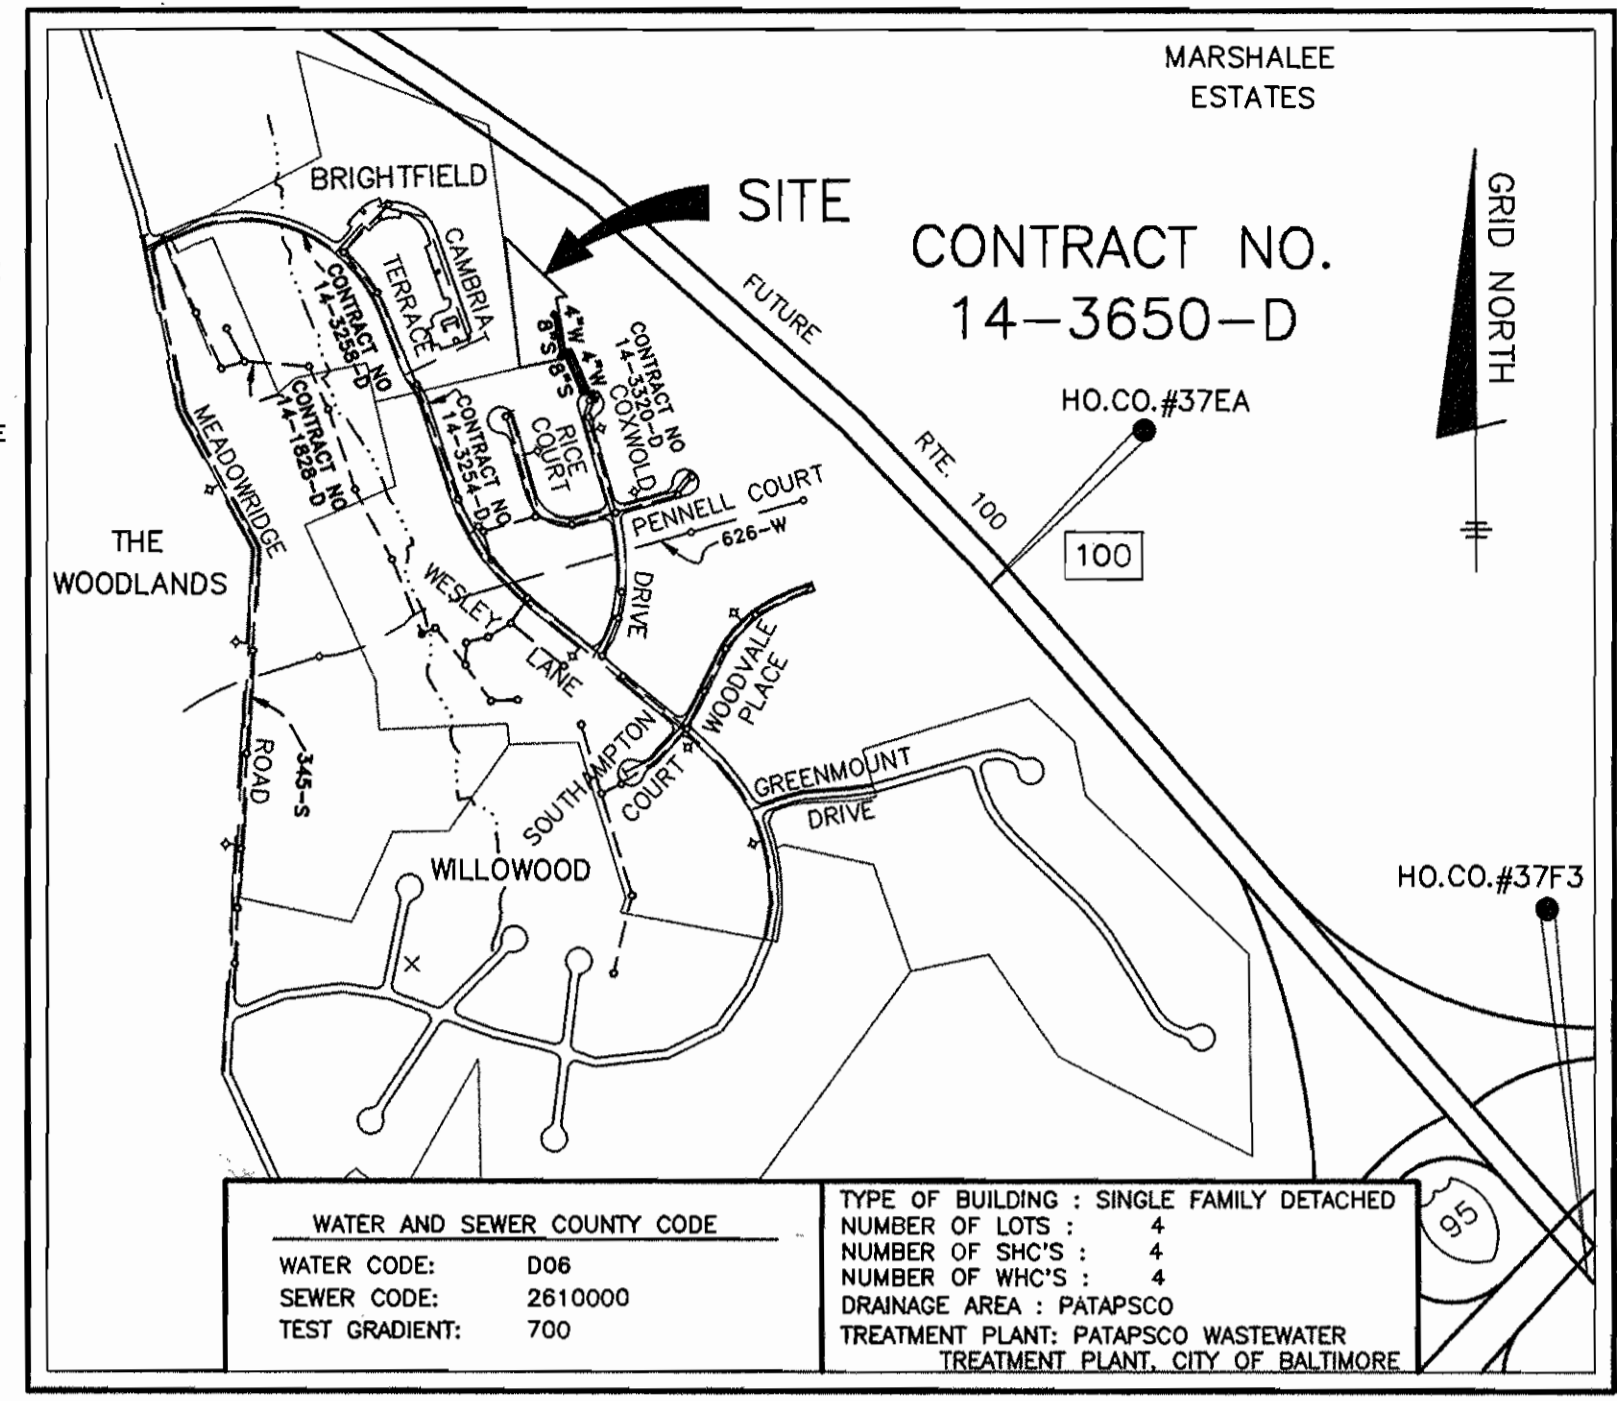 MARSHALEE
ESTATES
BRIGHTFIELD
SITE
CONTRACT NO.
14-3650-D
GRID NORTH
CAMBRIA
TERRACE
FUTURE
RTE. 100
HO.CO.#37EA
100
CONTRACT NO
14-3258-D
CONTRACT NO
14-1828-D
CONTRACT NO
14-3254-D
CONTRACT NO
14-3320-D
4"W
8"S
4"W
8"S
RICE
COURT
COXWOLD
DRIVE
PENNELL COURT
626-W
MEADOWRIDGE
ROAD
THE
WOODLANDS
WESLEY
LANE
WOODVALE
PLACE
SOUTHAMPTON
COURT
345-S
GREENMOUNT
DRIVE
WILLOWOOD
HO.CO.#37F3
95
WATER AND SEWER COUNTY CODE
WATER CODE: D06
SEWER CODE: 2610000
TEST GRADIENT: 700
TYPE OF BUILDING : SINGLE FAMILY DETACHED
NUMBER OF LOTS : 4
NUMBER OF SHC'S : 4
NUMBER OF WHC'S : 4
DRAINAGE AREA : PATAPSCO
TREATMENT PLANT: PATAPSCO WASTEWATER
TREATMENT PLANT, CITY OF BALTIMORE